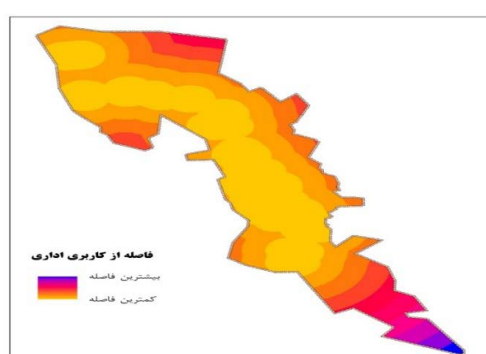 فاصله از کاربری اداری
بیشترین فاصله
کمترین فاصله